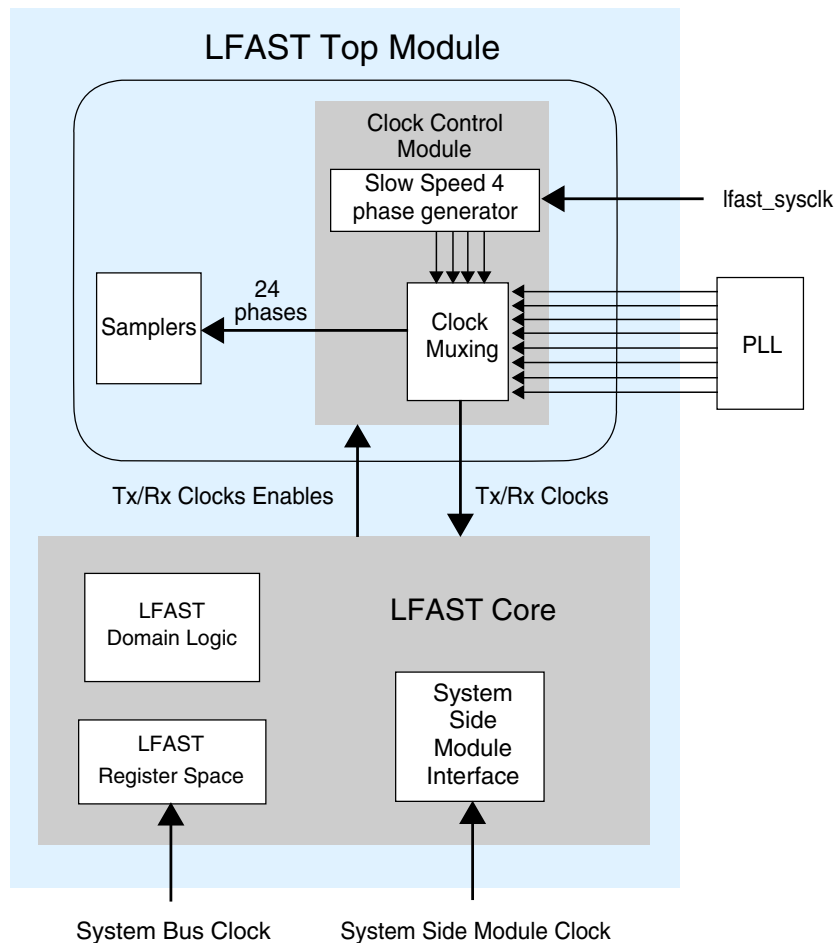 LFAST Top Module
Clock Control
Module
Slow Speed 4
phase generator
lfast_sysclk
24
phases
Samplers
Clock
Muxing
PLL
Tx/Rx Clocks Enables
Tx/Rx Clocks
LFAST
Domain Logic
LFAST Core
System
Side
Module
Interface
LFAST
Register Space
System Bus Clock
System Side Module Clock